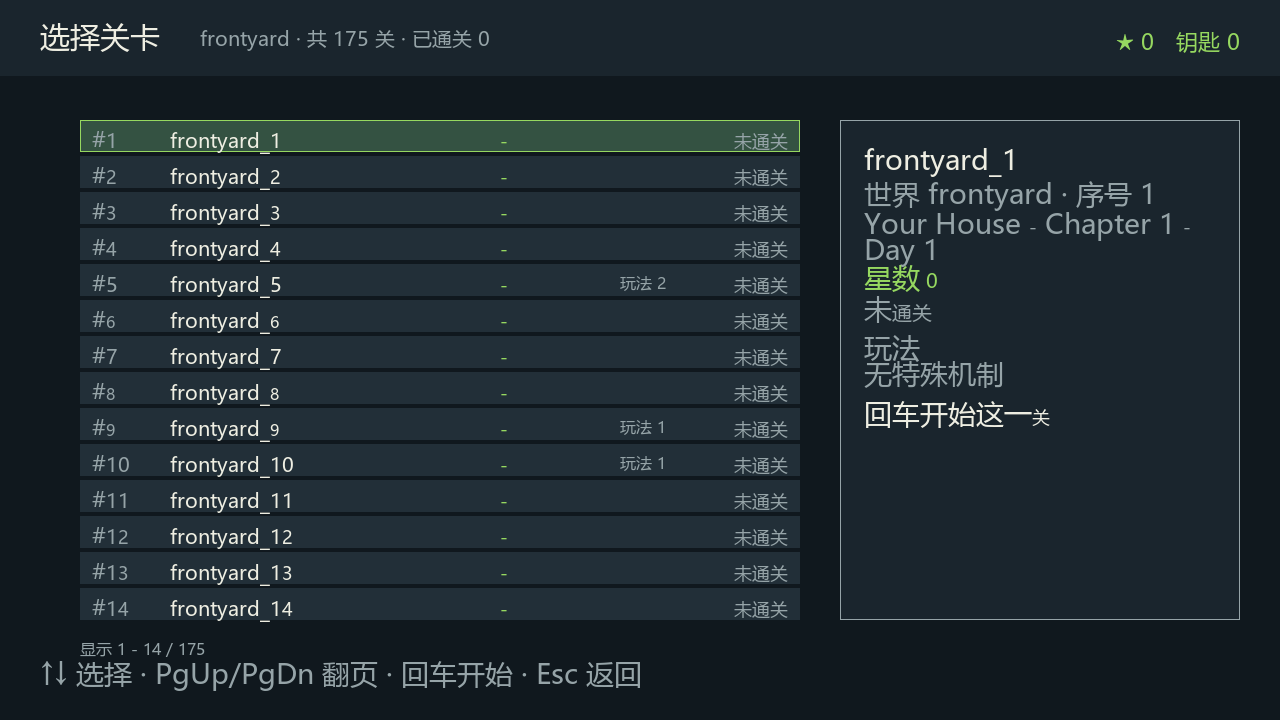 选择关卡 frontyard · 共 175 关 · 已通关 0 ★ 0 钥匙 0
#1 frontyard_1 - 未通关
#2 frontyard_2 - 未通关
#3 frontyard_3 - 未通关
#4 frontyard_4 - 未通关
#5 frontyard_5 - 玩法 2 未通关
#6 frontyard_6 - 未通关
#7 frontyard_7 - 未通关
#8 frontyard_8 - 未通关
#9 frontyard_9 - 玩法 1 未通关
#10 frontyard_10 - 玩法 1 未通关
#11 frontyard_11 - 未通关
#12 frontyard_12 - 未通关
#13 frontyard_13 - 未通关
#14 frontyard_14 - 未通关
显示 1 - 14 / 175
frontyard_1
世界 frontyard · 序号 1
Your House - Chapter 1 -
Day 1
星数 0
未通关
玩法
无特殊机制
回车开始这一关
↑↓ 选择 · PgUp/PgDn 翻页 · 回车开始 · Esc 返回